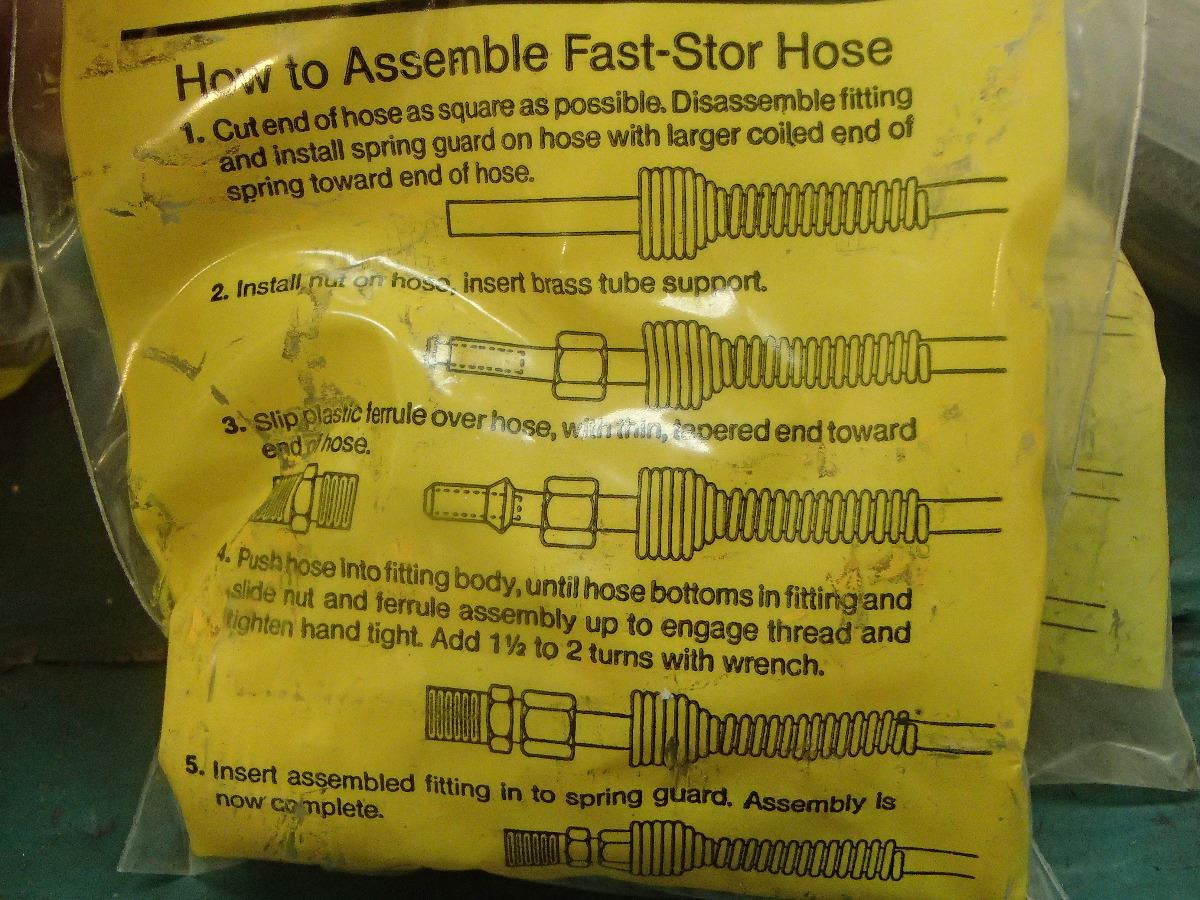 How to Assemble Fast-Stor Hose
1. Cut end of hose as square as possible. Disassemble fitting
and install spring guard on hose with larger coiled end of
spring toward end of hose.
2. Install nut on hose, insert brass tube support.
3. Slip plastic ferrule over hose, with thin, tapered end toward
end hose.
4. Push hose into fitting body, until hose bottoms in fitting and
slide nut and ferrule assembly up to engage thread and
tighten hand tight. Add 1½ to 2 turns with wrench.
5. Insert assembled fitting in to spring guard. Assembly is
now complete.